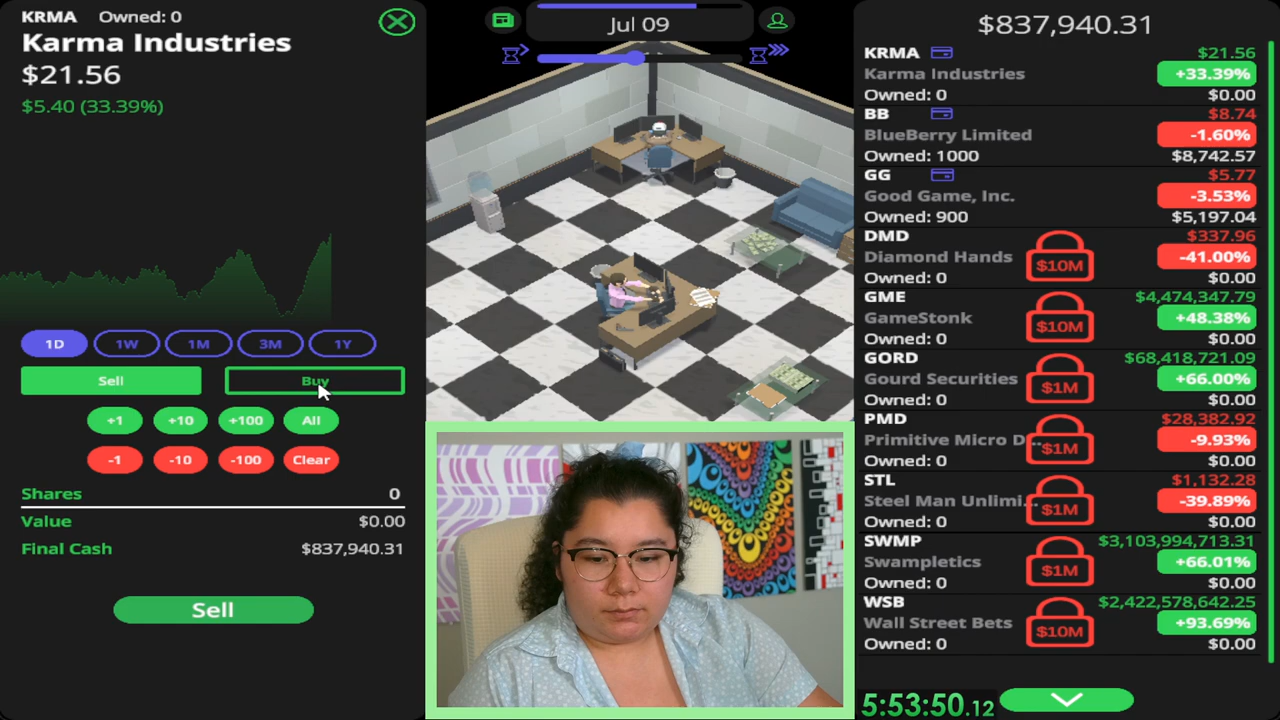 KRMA Owned: 0
Karma Industries
$21.56
$5.40 (33.39%)
1D 1W 1M 3M 1Y
Sell Buy
+1 +10 +100 All
-1 -10 -100 Clear
Shares 0
Value $0.00
Final Cash $837,940.31
Sell
Jul 09
$837,940.31
KRMA $21.56
Karma Industries +33.39%
Owned: 0 $0.00
BB $8.74
BlueBerry Limited -1.60%
Owned: 1000 $8,742.57
GG $5.77
Good Game, Inc. -3.53%
Owned: 900 $5,197.04
DMD $337.96
Diamond Hands $10M -41.00%
Owned: 0 $0.00
GME $4,474,347.79
GameStonk $10M +48.38%
Owned: 0 $0.00
GORD $68,418,721.09
Gourd Securities $1M +66.00%
Owned: 0 $0.00
PMD $28,382.92
Primitive Micro D... $1M -9.93%
Owned: 0 $0.00
STL $1,132.28
Steel Man Unlimi... $1M -39.89%
Owned: 0 $0.00
SWMP $3,103,994,713.31
Swampletics $1M +66.01%
Owned: 0 $0.00
WSB $2,422,578,642.25
Wall Street Bets $10M +93.69%
Owned: 0 $0.00
5:53:50.12